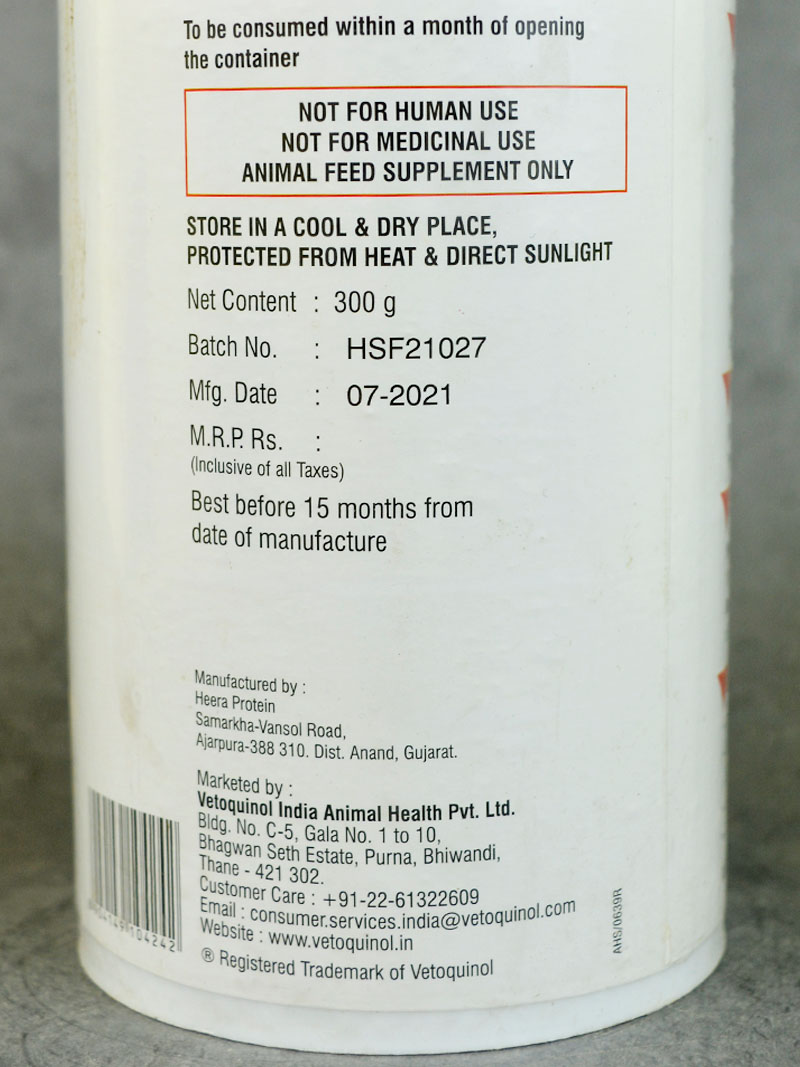 To be consumed within a month of opening
the container
NOT FOR HUMAN USE
NOT FOR MEDICINAL USE
ANIMAL FEED SUPPLEMENT ONLY
STORE IN A COOL & DRY PLACE,
PROTECTED FROM HEAT & DIRECT SUNLIGHT
Net Content : 300 g
Batch No. : HSF21027
Mfg. Date : 07-2021
M.R.P. Rs. :
(Inclusive of all Taxes)
Best before 15 months from
date of manufacture
Manufactured by :
Heera Protein
Samarkha-Vansol Road,
Ajarpura-388 310. Dist. Anand, Gujarat.
Marketed by :
Vetoquinol India Animal Health Pvt. Ltd.
Bldg. No. C-5, Gala No. 1 to 10,
Bhagwan Seth Estate, Purna, Bhiwandi,
Thane - 421 302.
Customer Care : +91-22-61322609
Email : consumer.services.india@vetoquinol.com
Website : www.vetoquinol.in
® Registered Trademark of Vetoquinol
AHS/0639R